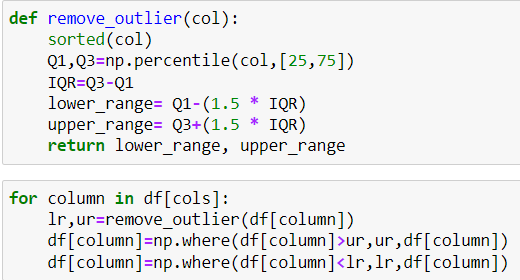 def remove_outlier(col):
    sorted(col)
    Q1,Q3=np.percentile(col,[25,75])
    IQR=Q3-Q1
    lower_range= Q1-(1.5 * IQR)
    upper_range= Q3+(1.5 * IQR)
    return lower_range, upper_range
for column in df[cols]:
    lr,ur=remove_outlier(df[column])
    df[column]=np.where(df[column]>ur,ur,df[column])
    df[column]=np.where(df[column]<lr,lr,df[column])